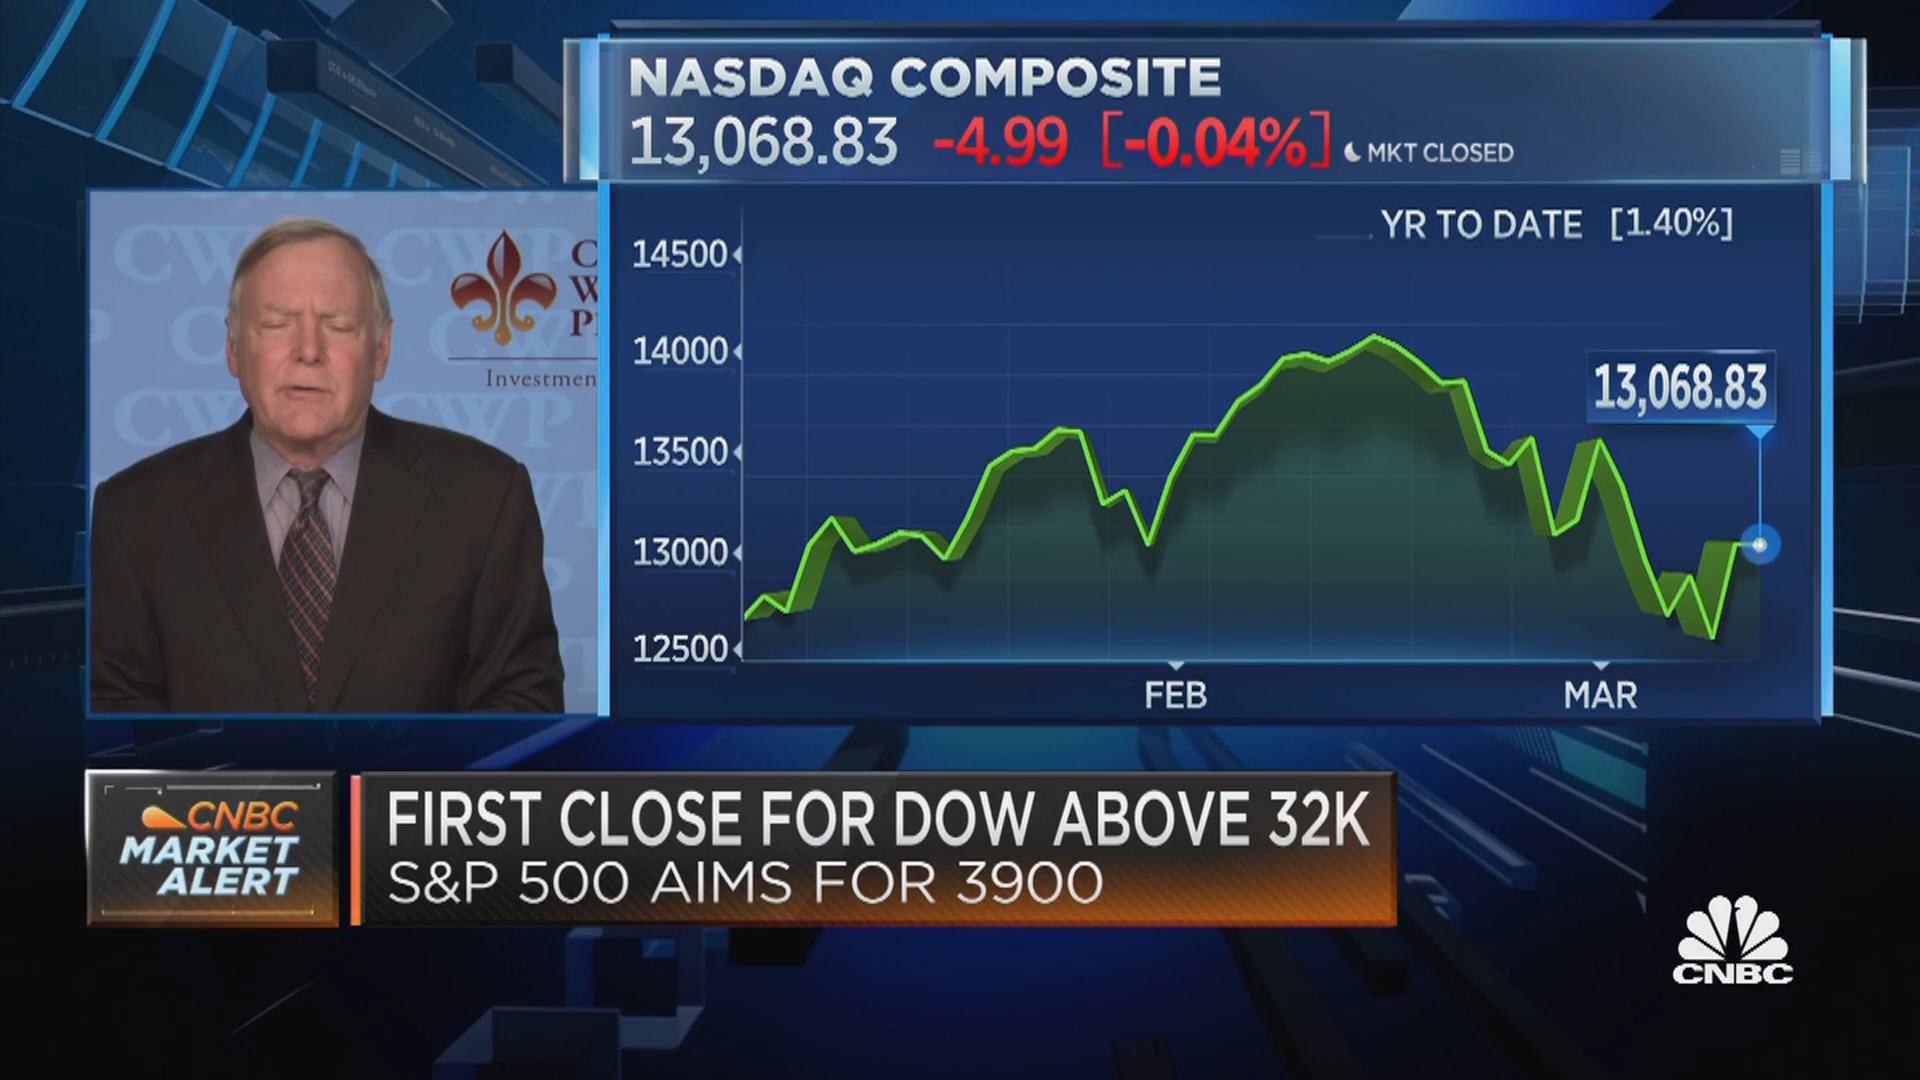 NASDAQ COMPOSITE
13,068.83 -4.99 [-0.04%] MKT CLOSED
YR TO DATE [1.40%]
14500
14000
13500
13000
12500
13,068.83
FEB MAR
CWP
Investmen
CNBC
MARKET
ALERT
FIRST CLOSE FOR DOW ABOVE 32K
S&P 500 AIMS FOR 3900
CNBC